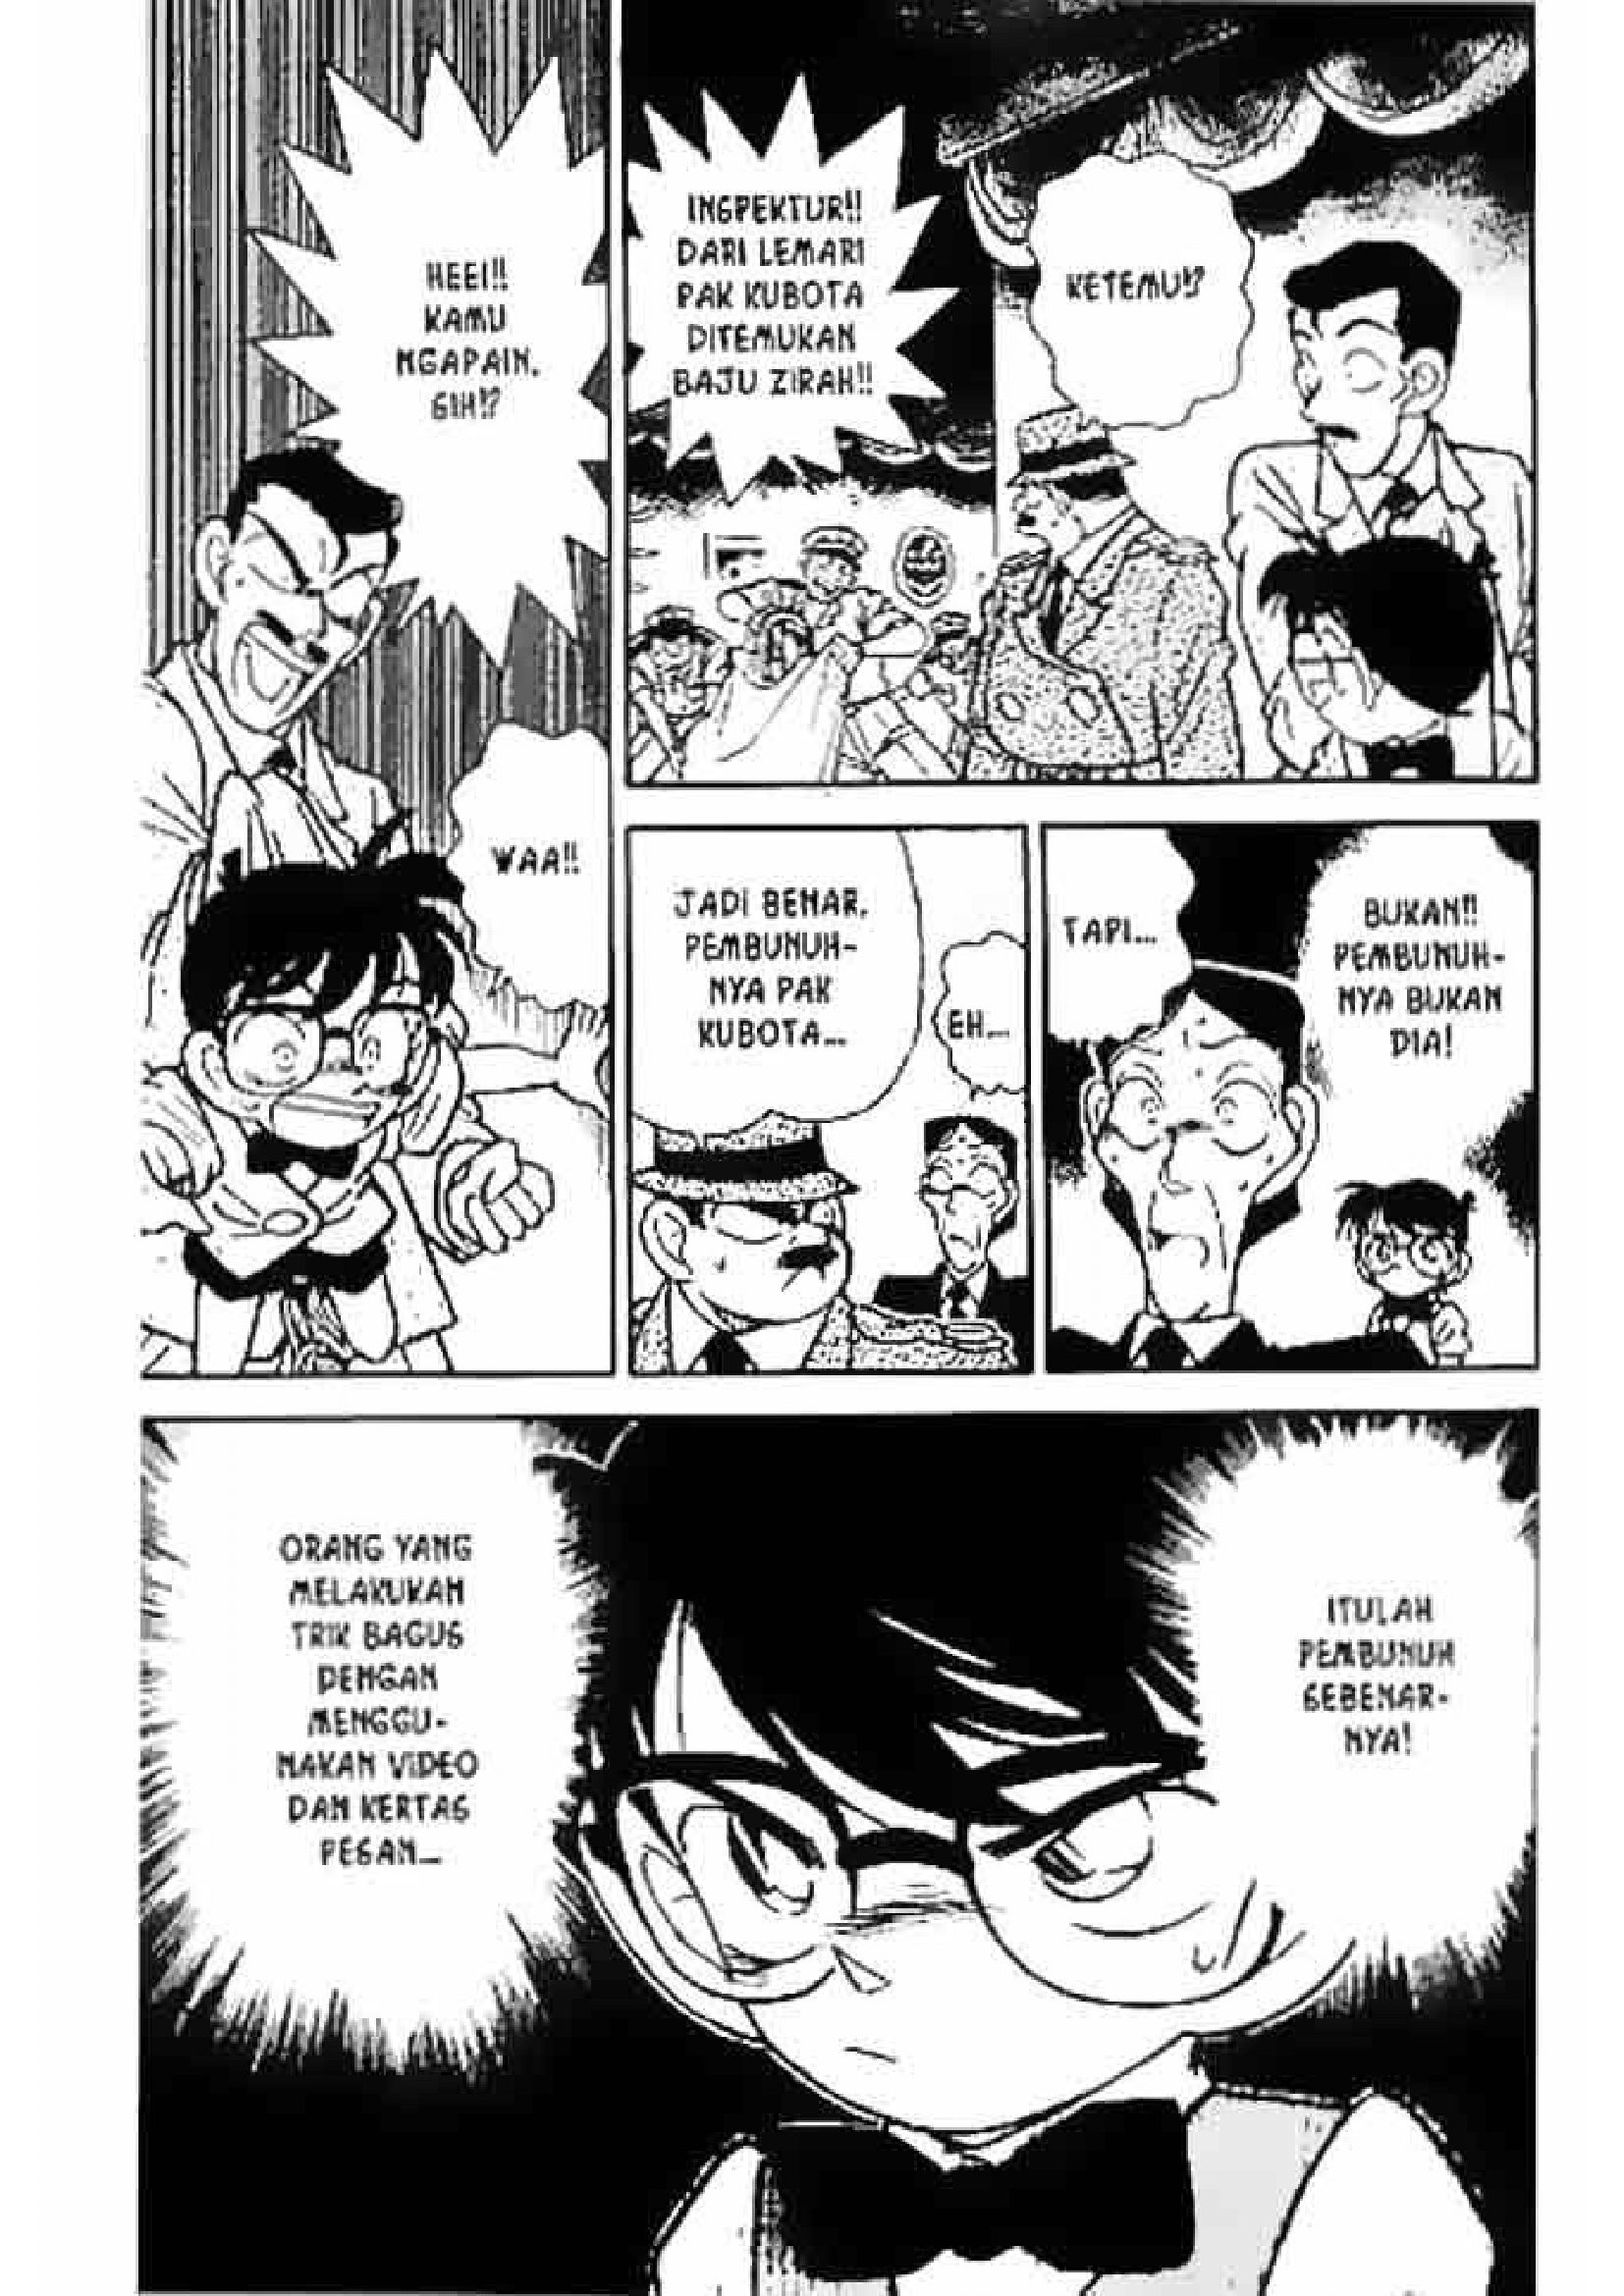 HEEI!!
KAMU
NGAPAIN,
SIH!?
WAA!!
INSPEKTUR!!
DARI LEMARI
PAK KUBOTA
DITEMUKAN
BAJU ZIRAH!!
KETEMU!?
JADI BENAR,
PEMBUNUH-
NYA PAK
KUBOTA...
EH...
TAPI...
BUKAN!!
PEMBUNUH-
NYA BUKAN
DIA!
ORANG YANG
MELAKUKAN
TRIK BAGUS
DENGAN
MENGGU-
NAKAN VIDEO
DAN KERTAS
PESAN...
ITULAH
PEMBUNUH
SEBENAR-
NYA!